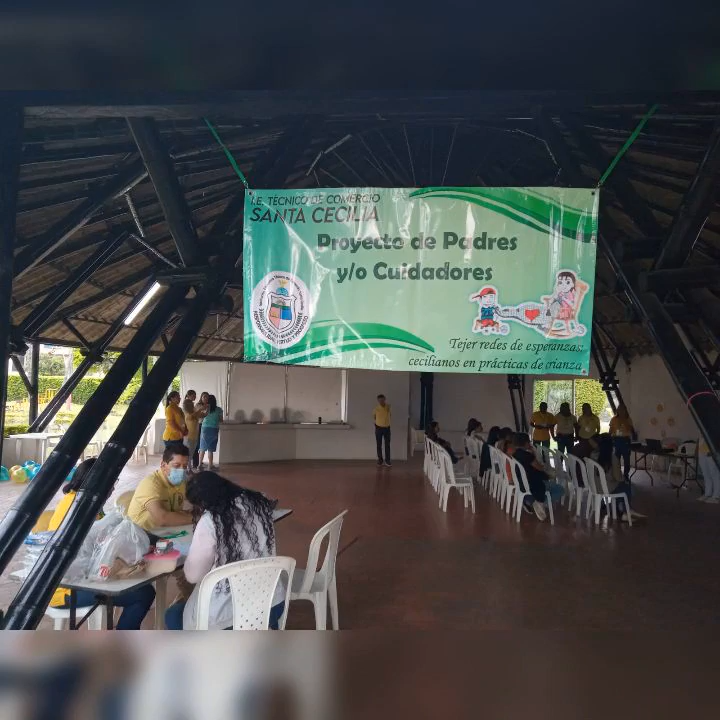 I.E. TÉCNICO DE COMERCIO
SANTA CECILIA
Proyecto de Padres
y/o Cuidadores
Tejer redes de esperanzas:
cecilianos en prácticas de crianza